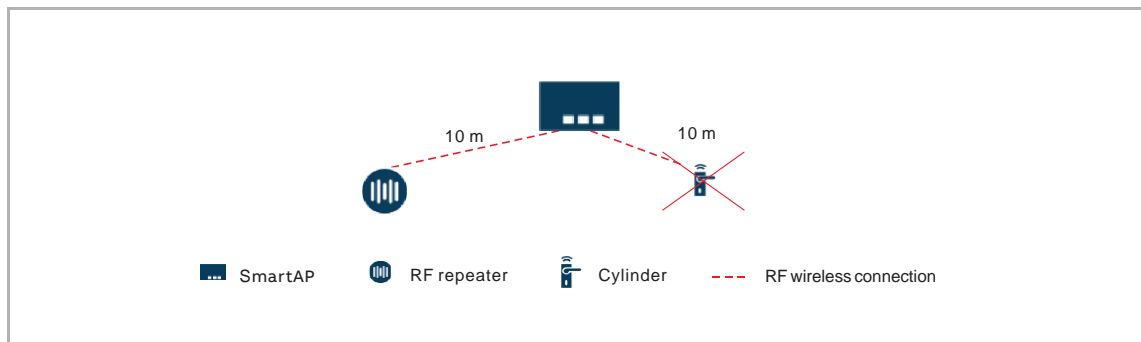 10 m
10 m
SmartAP
RF repeater
Cylinder
RF wireless connection